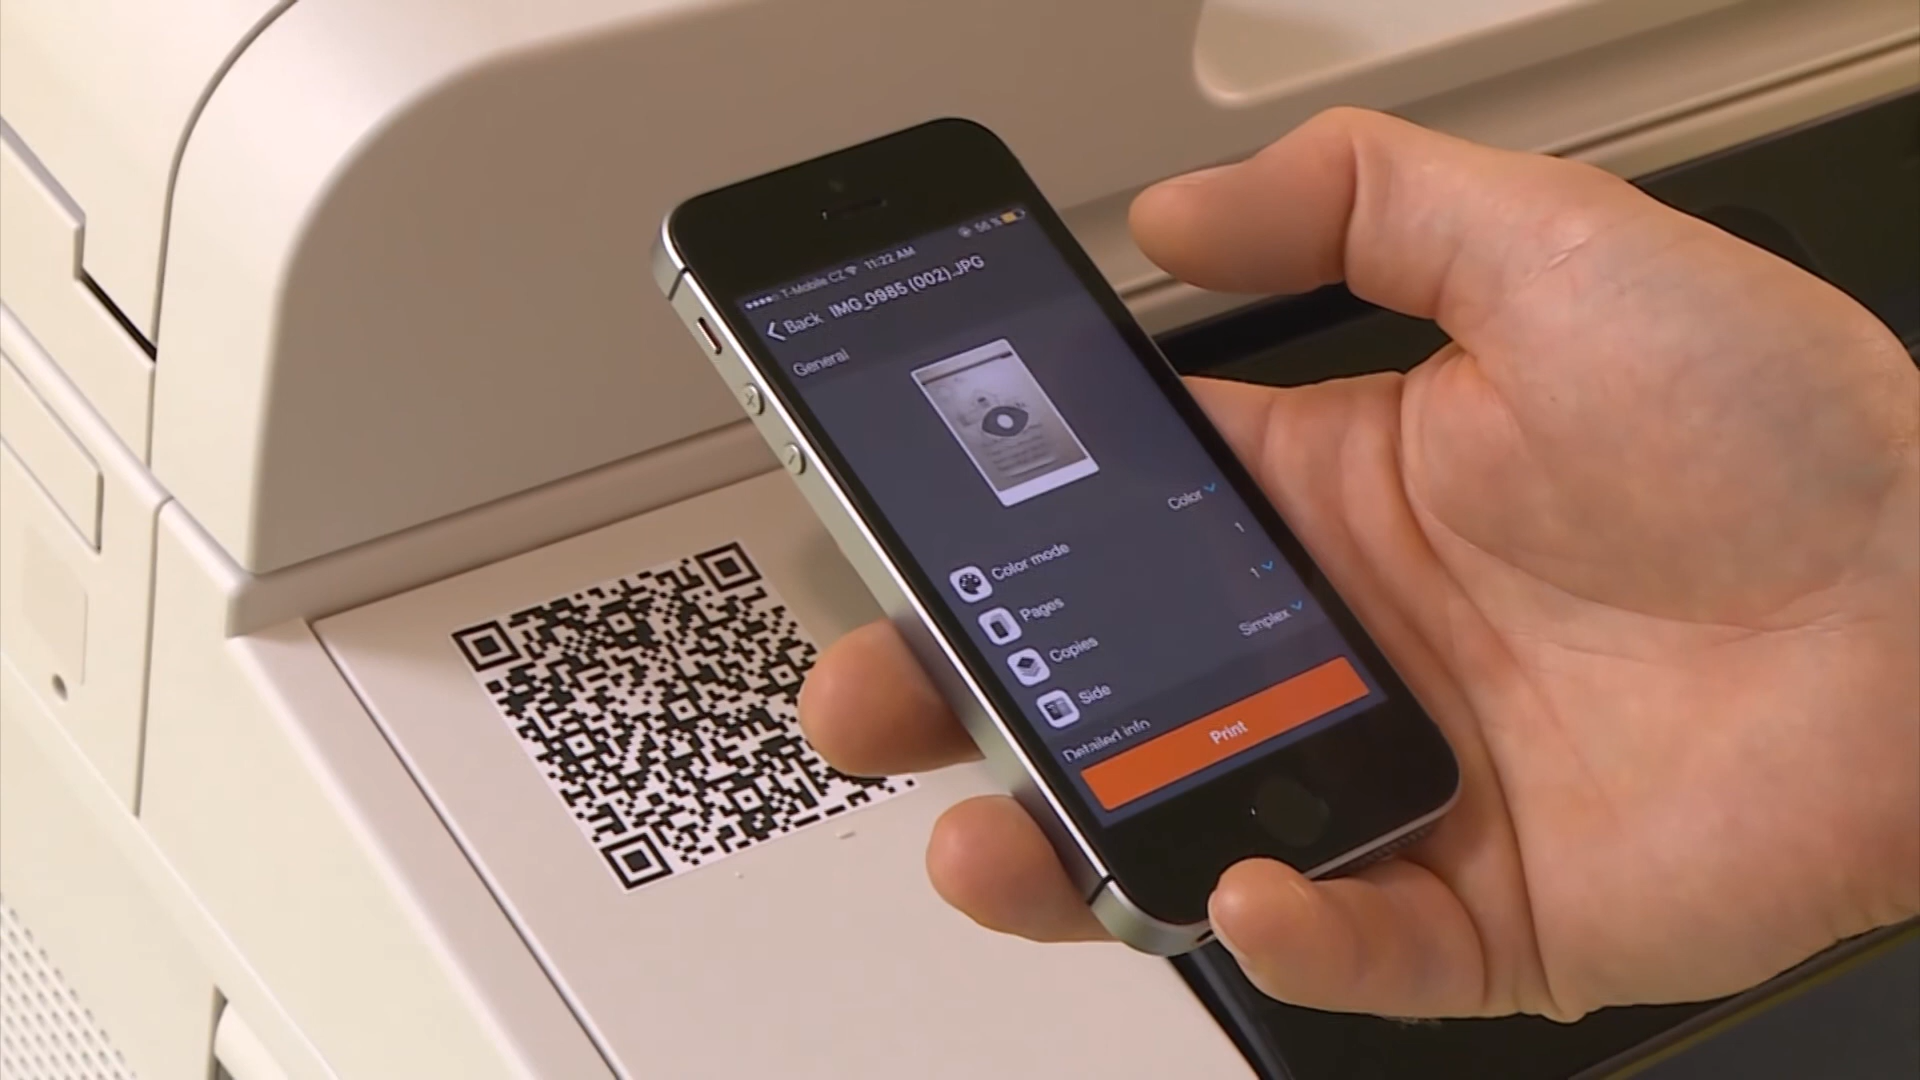 T-Mobile CZ 11:22 AM 56 %
Back IMG_0985 (002).JPG
General
Color mode Color
Pages 1
Copies 1
Side Simplex
Detailed info
Print